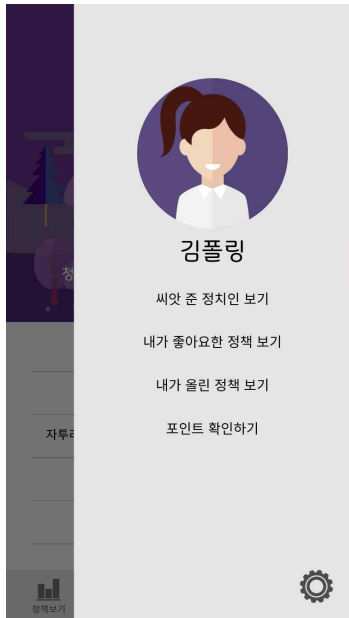 김폴링
씨앗 준 정치인 보기
내가 좋아요한 정책 보기
내가 올린 정책 보기
포인트 확인하기
청
자투리
정책보기